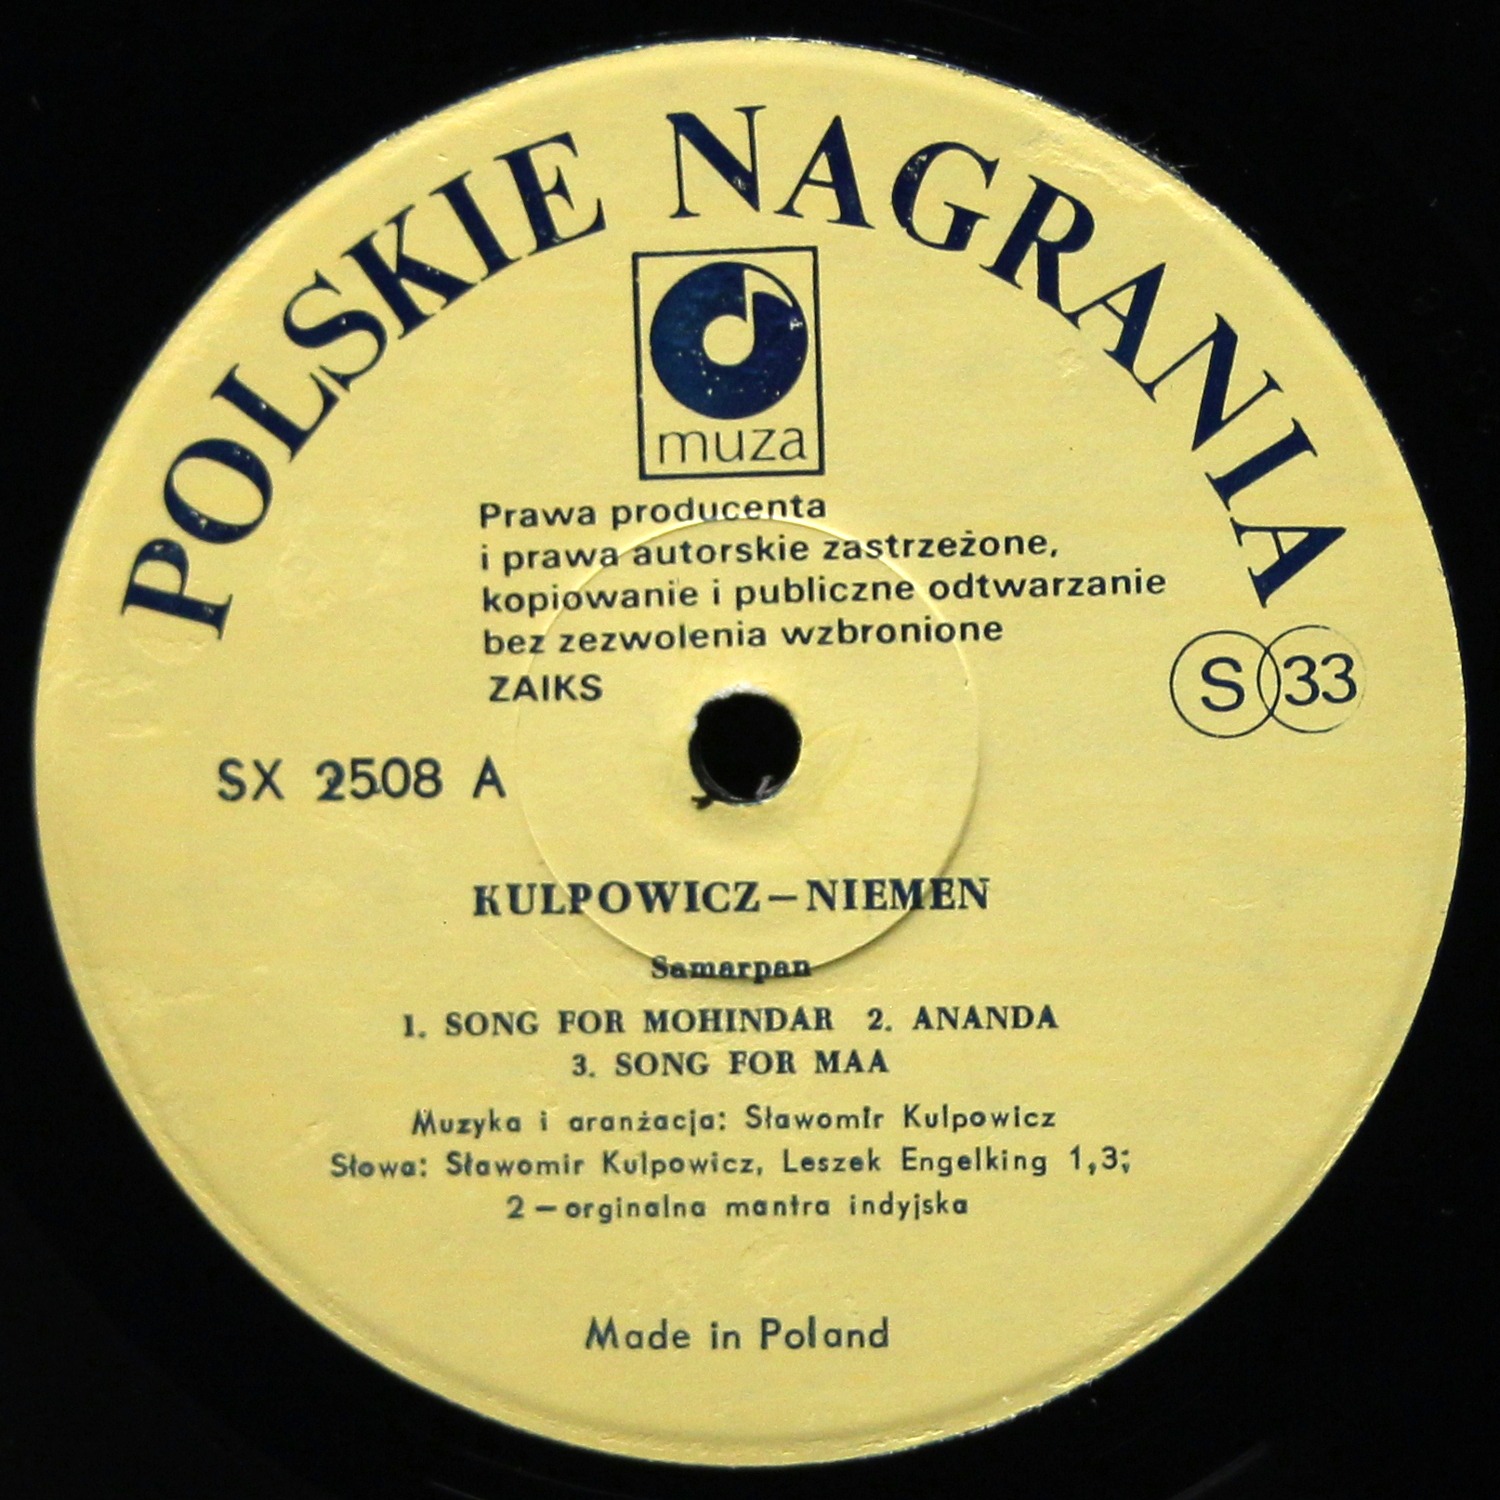 POLSKIE NAGRANIA
muza
Prawa producenta
i prawa autorskie zastrzeżone,
kopiowanie i publiczne odtwarzanie
bez zezwolenia wzbronione
ZAIKS
S 33
SX 2508 A
KULPOWICZ–NIEMEN
Samarpan
1. SONG FOR MOHINDAR 2. ANANDA
3. SONG FOR MAA
Muzyka i aranżacja: Sławomir Kulpowicz
Słowa: Sławomir Kulpowicz, Leszek Engelking 1,3;
2 – orginalna mantra indyjska
Made in Poland